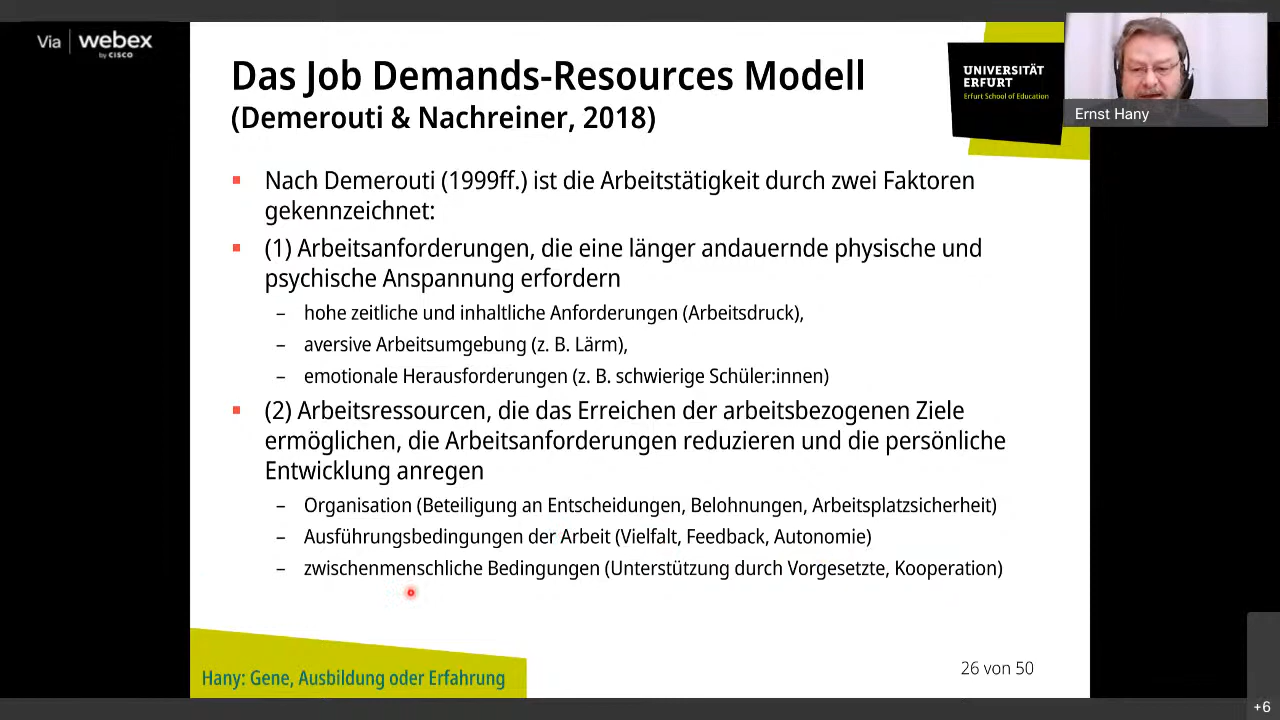 Via webex
by CISCO
Das Job Demands-Resources Modell
(Demerouti & Nachreiner, 2018)
UNIVERSITÄT
ERFURT
Erfurt School of Education
Ernst Hany
Nach Demerouti (1999ff.) ist die Arbeitstätigkeit durch zwei Faktoren
gekennzeichnet:
(1) Arbeitsanforderungen, die eine länger andauernde physische und
psychische Anspannung erfordern
– hohe zeitliche und inhaltliche Anforderungen (Arbeitsdruck),
– aversive Arbeitsumgebung (z. B. Lärm),
– emotionale Herausforderungen (z. B. schwierige Schüler:innen)
(2) Arbeitsressourcen, die das Erreichen der arbeitsbezogenen Ziele
ermöglichen, die Arbeitsanforderungen reduzieren und die persönliche
Entwicklung anregen
– Organisation (Beteiligung an Entscheidungen, Belohnungen, Arbeitsplatzsicherheit)
– Ausführungsbedingungen der Arbeit (Vielfalt, Feedback, Autonomie)
– zwischenmenschliche Bedingungen (Unterstützung durch Vorgesetzte, Kooperation)
Hany: Gene, Ausbildung oder Erfahrung
26 von 50
+6